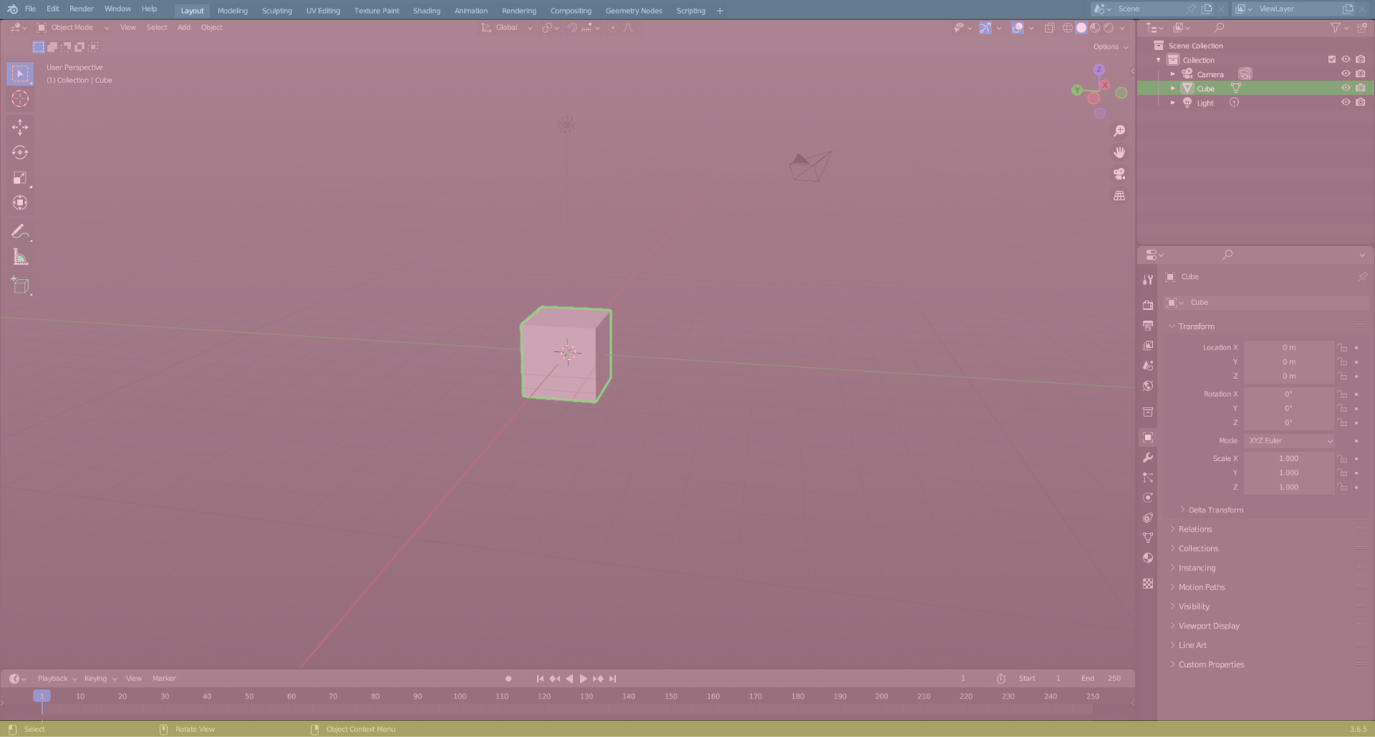 File Edit Render Window Help Layout Modeling Sculpting UV Editing Texture Paint Shading Animation Rendering Compositing Geometry Nodes Scripting + Scene ViewLayer
Object Mode View Select Add Object Global
Options
User Perspective
(1) Collection | Cube
Z
Y
X
Scene Collection
Collection
Camera
Cube
Light
Cube
Cube
Transform
Location X 0 m
Y 0 m
Z 0 m
Rotation X 0°
Y 0°
Z 0°
Mode XYZ Euler
Scale X 1.000
Y 1.000
Z 1.000
Delta Transform
Relations
Collections
Instancing
Motion Paths
Visibility
Viewport Display
Line Art
Custom Properties
Playback Keying View Marker 1 Start 1 End 250
1 10 20 30 40 50 60 70 80 90 100 110 120 130 140 150 160 170 180 190 200 210 220 230 240 250
Select Rotate View Object Context Menu 3.6.5